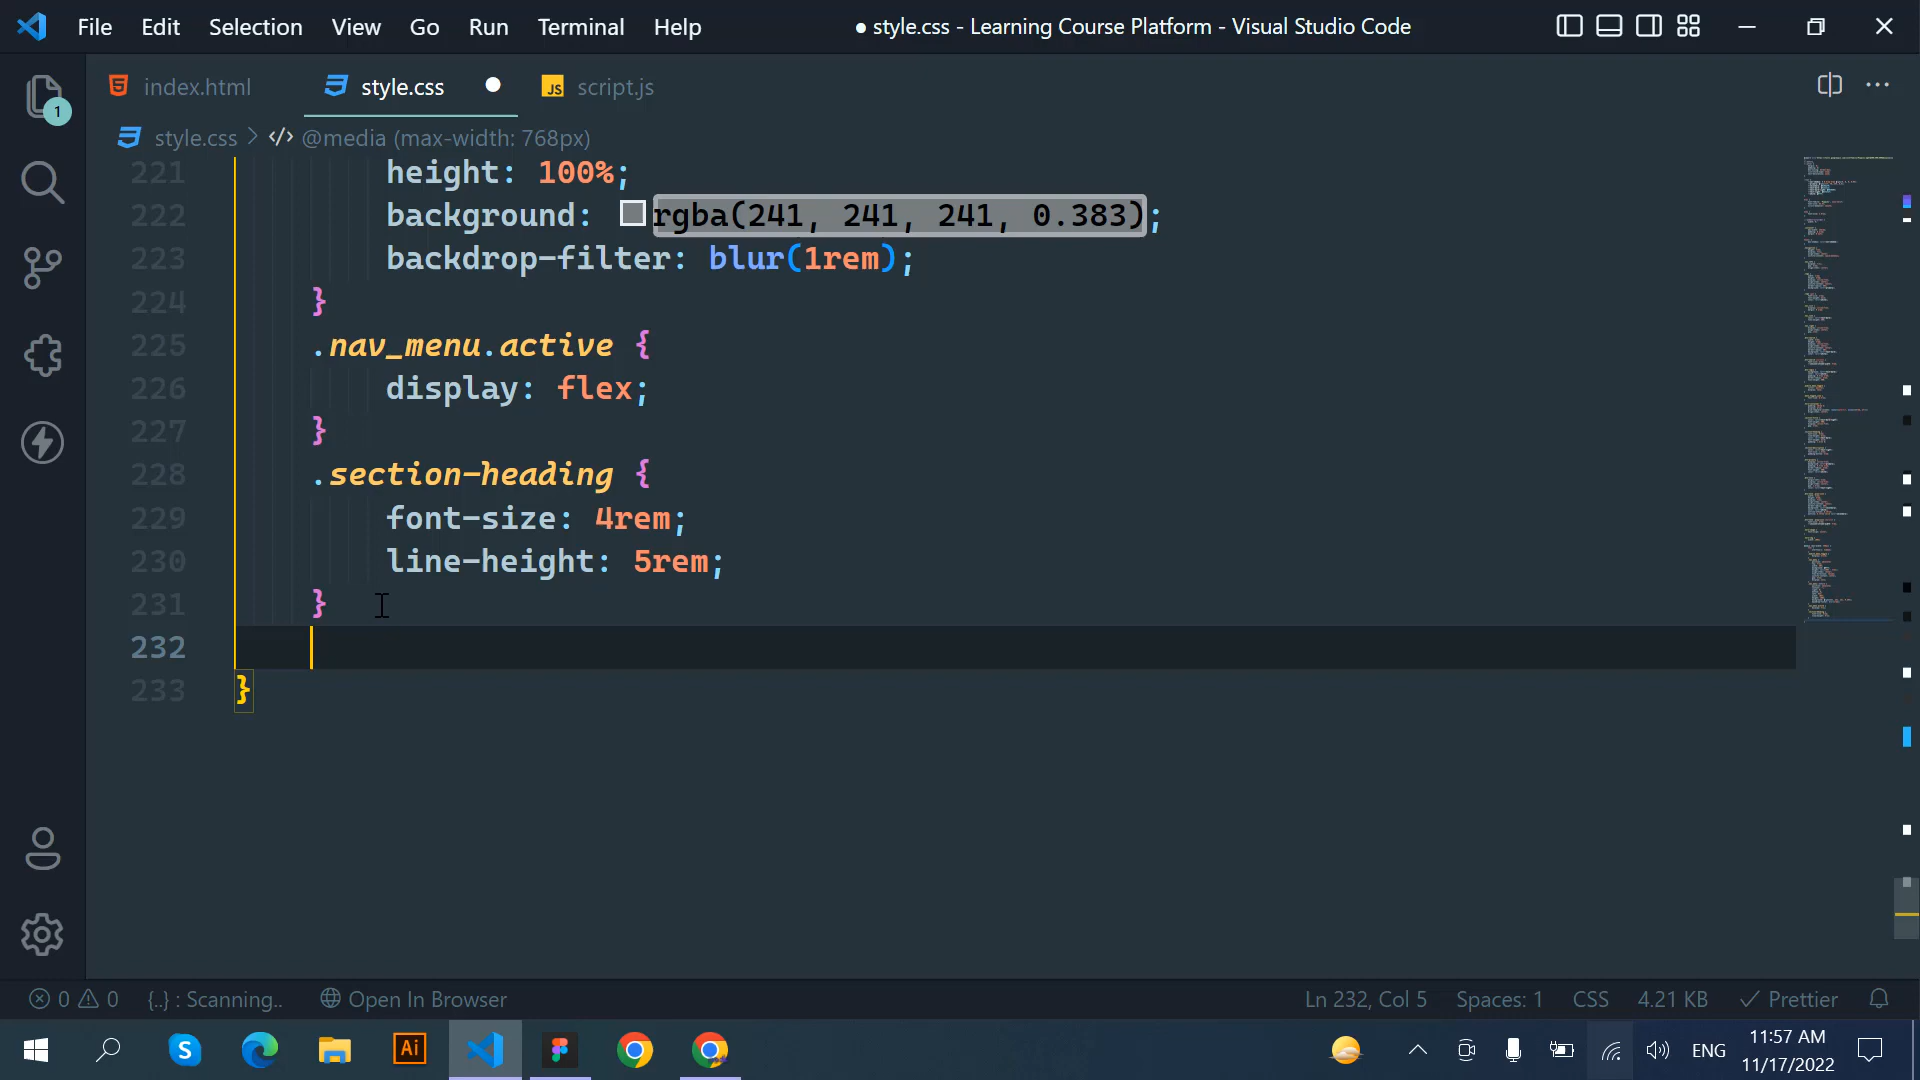 File Edit Selection View Go Run Terminal Help
● style.css - Learning Course Platform - Visual Studio Code
index.html
style.css
JS script.js
1
style.css > </> @media (max-width: 768px)
221 height: 100%;
222 background: rgba(241, 241, 241, 0.383);
223 backdrop-filter: blur(1rem);
224 }
225 .nav_menu.active {
226 display: flex;
227 }
228 .section-heading {
229 font-size: 4rem;
230 line-height: 5rem;
231 }
232
233 }
0 0 {..} : Scanning.. Open In Browser
Ln 232, Col 5 Spaces: 1 CSS 4.21 KB Prettier
S Ai ENG
11:57 AM
11/17/2022